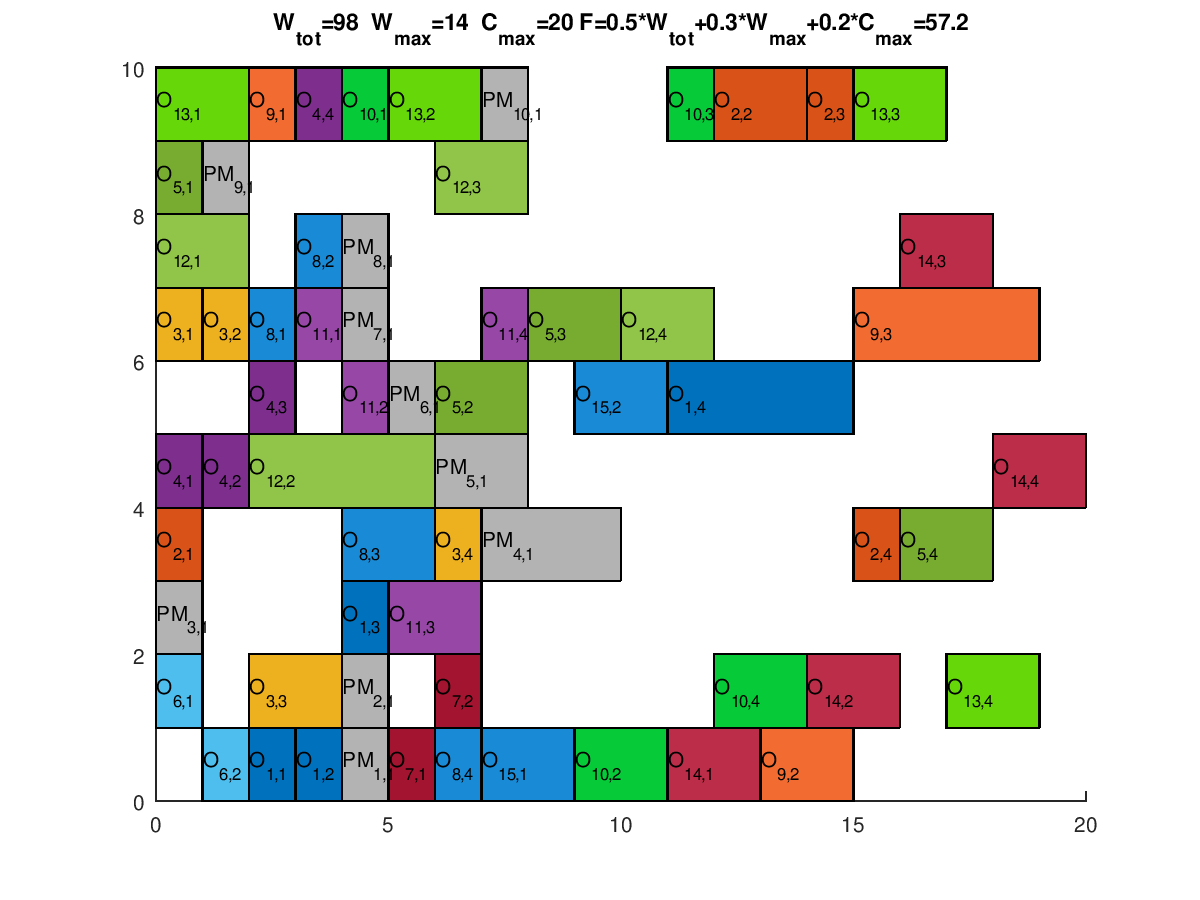 W_tot=98 W_max=14 C_max=20 F=0.5*W_tot+0.3*W_max+0.2*C_max=57.2
10
O_13,1 O_9,1 O_4,4 O_10,1 O_13,2 PM_10,1 O_10,3 O_2,2 O_2,3 O_13,3
O_5,1 PM_9,1 O_12,3
8
O_12,1 O_8,2 PM_8,1 O_14,3
O_3,1 O_3,2 O_8,1 O_11,1 PM_7,1 O_11,4 O_5,3 O_12,4 O_9,3
6
O_4,3 O_11,2 PM_6,1 O_5,2 O_15,2 O_1,4
O_4,1 O_4,2 O_12,2 PM_5,1 O_14,4
4
O_2,1 O_8,3 O_3,4 PM_4,1 O_2,4 O_5,4
PM_3,1 O_1,3 O_11,3
2
O_6,1 O_3,3 PM_2,1 O_7,2 O_10,4 O_14,2 O_13,4
O_6,2 O_1,1 O_1,2 PM_1,1 O_7,1 O_8,4 O_15,1 O_10,2 O_14,1 O_9,2
0
0 5 10 15 20